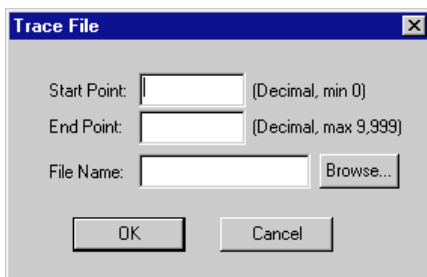 Trace File
Start Point: (Decimal, min 0)
End Point: (Decimal, max 9,999)
File Name: Browse...
OK Cancel